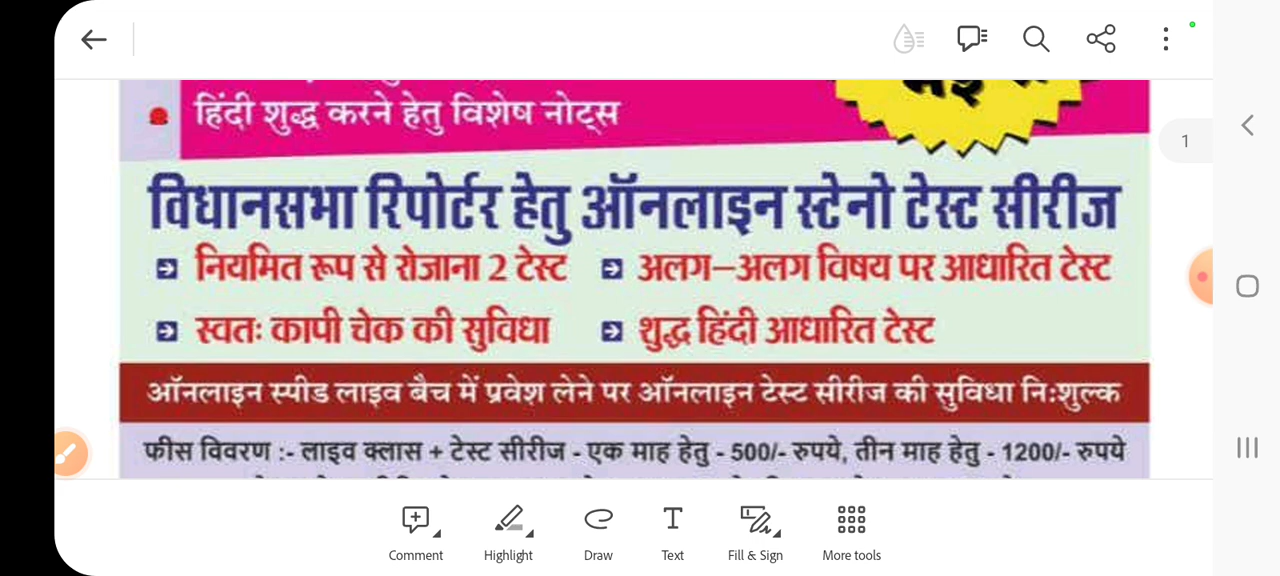 हिंदी शुद्ध करने हेतु विशेष नोट्स
1
विधानसभा रिपोर्टर हेतु ऑनलाइन स्टेनो टेस्ट सीरीज
नियमित रूप से रोजाना 2 टेस्ट
अलग–अलग विषय पर आधारित टेस्ट
स्वतः कापी चेक की सुविधा
शुद्ध हिंदी आधारित टेस्ट
ऑनलाइन स्पीड लाइव बैच में प्रवेश लेने पर ऑनलाइन टेस्ट सीरीज की सुविधा नि:शुल्क
फीस विवरण :- लाइव क्लास + टेस्ट सीरीज - एक माह हेतु - 500/- रुपये, तीन माह हेतु - 1200/- रुपये
Comment
Highlight
Draw
Text
Fill & Sign
More tools